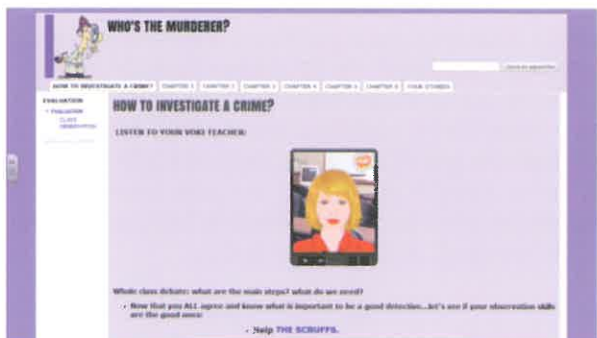 WHO'S THE MURDERER?
HOW TO INVESTIGATE A CRIME? CHAPTER 1 CHAPTER 2 CHAPTER 3 CHAPTER 4 CHAPTER 5 CHAPTER 6 YOUR STORIES
EVALUATION
EVALUATION
CLASS
OBSERVATION
HOW TO INVESTIGATE A CRIME?
LISTEN TO YOUR VOKI TEACHER:
Whole class debate: what are the main steps? what do we need?
• Now that you ALL agree and know what is important to be a good detective...let's see if your observation skills
are the good ones:
• Help THE SCRUFFS.